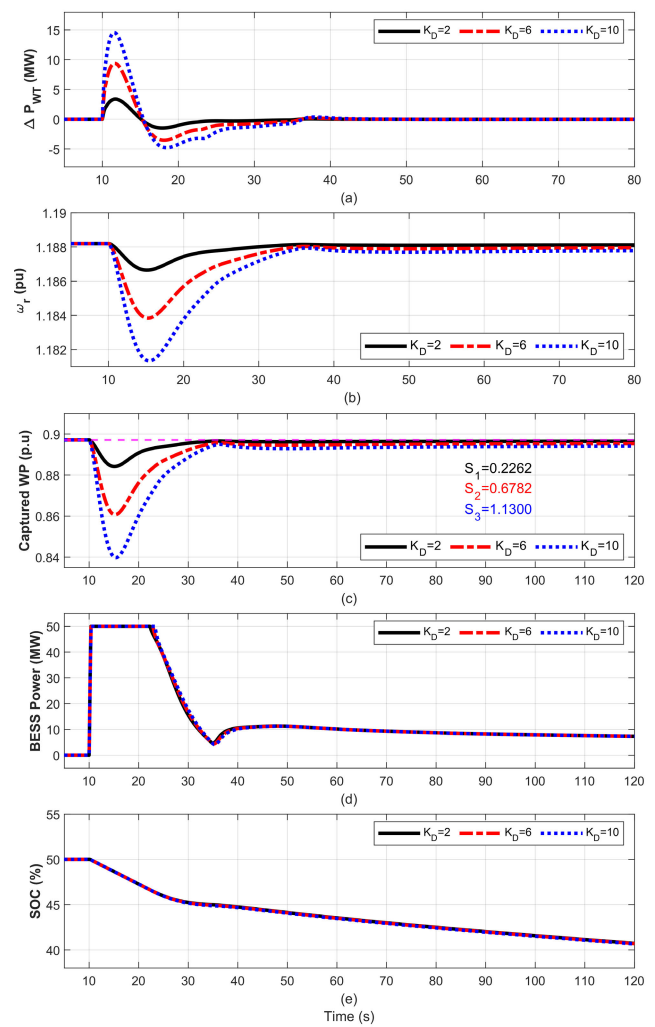 15
10
5
0
-5
Δ P_WT (MW)
K_D=2 K_D=6 K_D=10
10 20 30 40 50 60 70 80
(a)
1.19
1.188
1.186
1.184
1.182
ω_r (pu)
K_D=2 K_D=6 K_D=10
10 20 30 40 50 60 70 80
(b)
0.9
0.88
0.86
0.84
Captured WP (p.u)
S_1=0.2262
S_2=0.6782
S_3=1.1300
K_D=2 K_D=6 K_D=10
10 20 30 40 50 60 70 80 90 100 110 120
(c)
50
40
30
20
10
0
BESS Power (MW)
K_D=2 K_D=6 K_D=10
10 20 30 40 50 60 70 80 90 100 110 120
(d)
55
50
45
40
SOC (%)
K_D=2 K_D=6 K_D=10
10 20 30 40 50 60 70 80 90 100 110 120
(e)
Time (s)